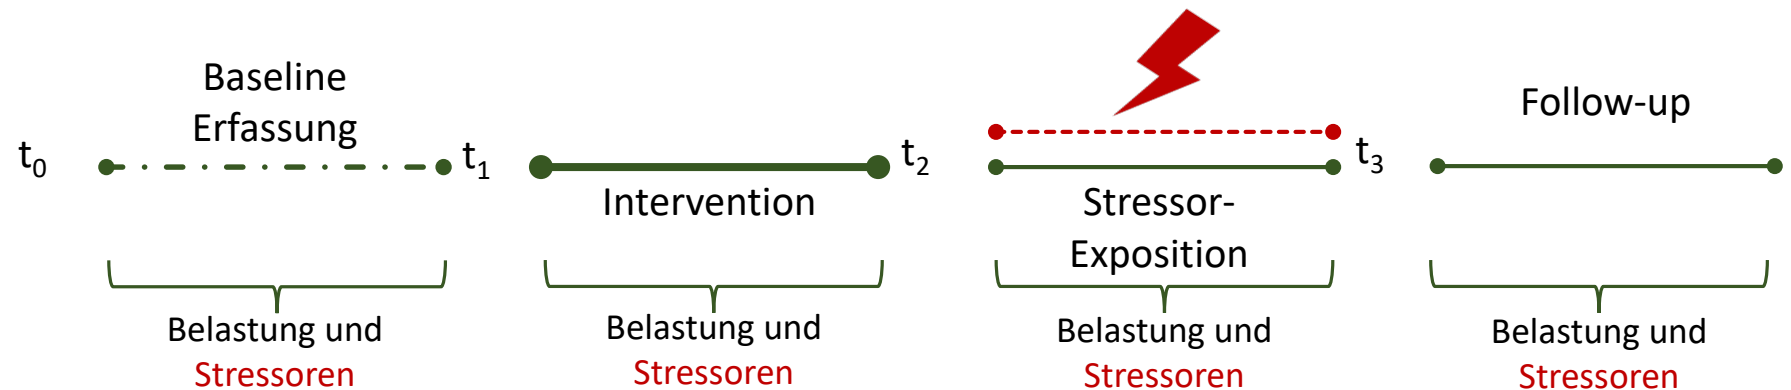 t₀
Baseline
Erfassung
t₁
Intervention
t₂
Stressor-
Exposition
t₃
Follow-up
Belastung und
Stressoren
Belastung und
Stressoren
Belastung und
Stressoren
Belastung und
Stressoren